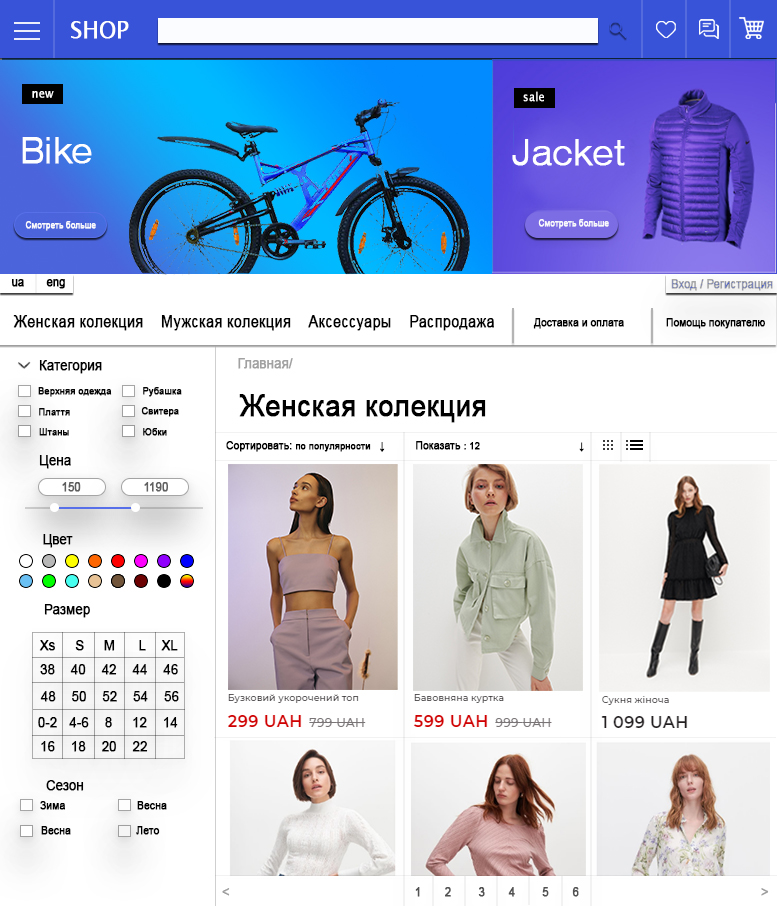 SHOP
new
Bike
Смотреть больше
sale
Jacket
Смотреть больше
ua eng
Вход / Регистрация
Женская колекция Мужская колекция Аксессуары Распродажа Доставка и оплата Помощь покупателю
Категория
Верхняя одежда Рубашка
Платтяя Свитера
Штаны Юбки
Цена
150 1190
Цвет
Размер
Xs S M L XL
38 40 42 44 46
48 50 52 54 56
0-2 4-6 8 12 14
16 18 20 22
Сезон
Зима Весна
Весна Лето
Главная/
Женская колекция
Сортировать: по популярности ↓ Показать : 12 ↓
Бузковий укорочений топ
299 UAH 799 UAH
Бавовняна куртка
599 UAH 999 UAH
Сукня жіноча
1 099 UAH
< 1 2 3 4 5 6 >